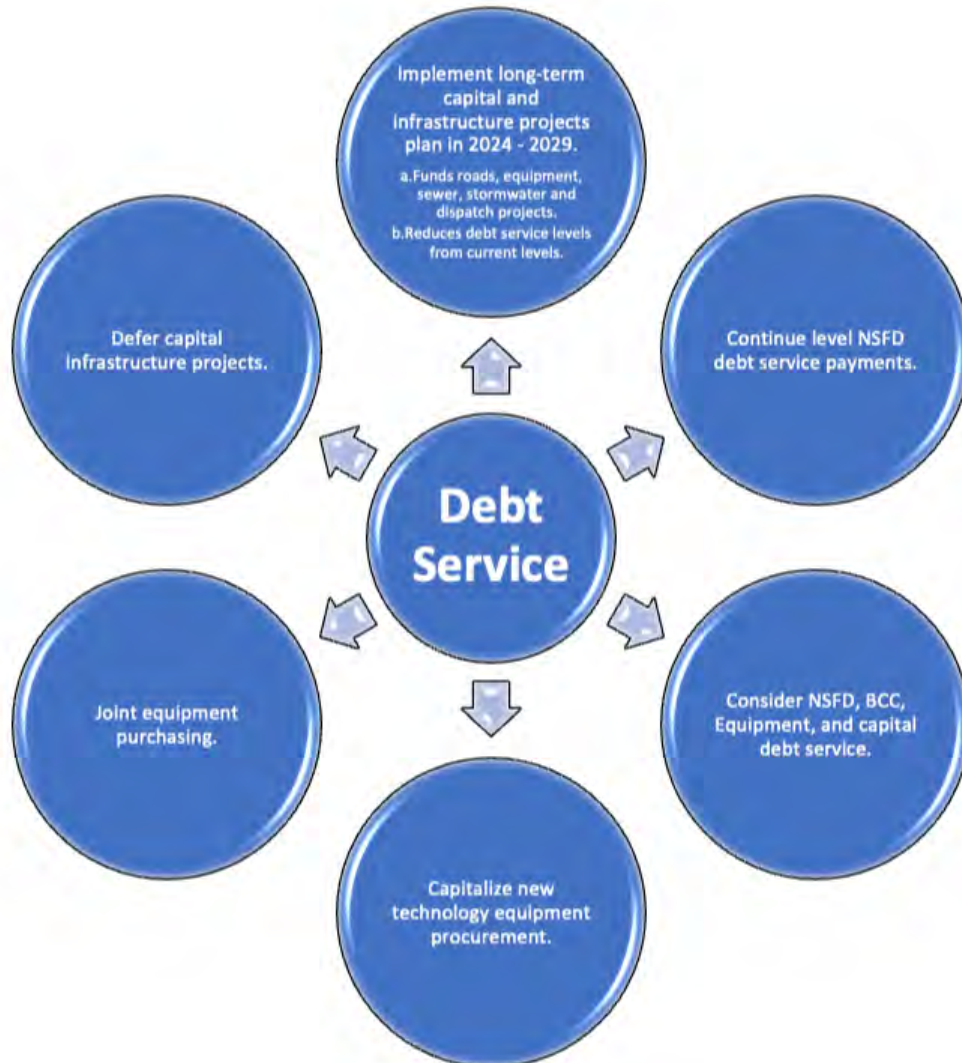 Implement long-term
capital and
infrastructure projects
plan in 2024 - 2029.
a.Funds roads, equipment,
sewer, stormwater and
dispatch projects.
b.Reduces debt service levels
from current levels.
Defer capital
infrastructure projects.
Continue level NSFD
debt service payments.
Debt
Service
Joint equipment
purchasing.
Consider NSFD, BCC,
Equipment, and capital
debt service.
Capitalize new
technology equipment
procurement.